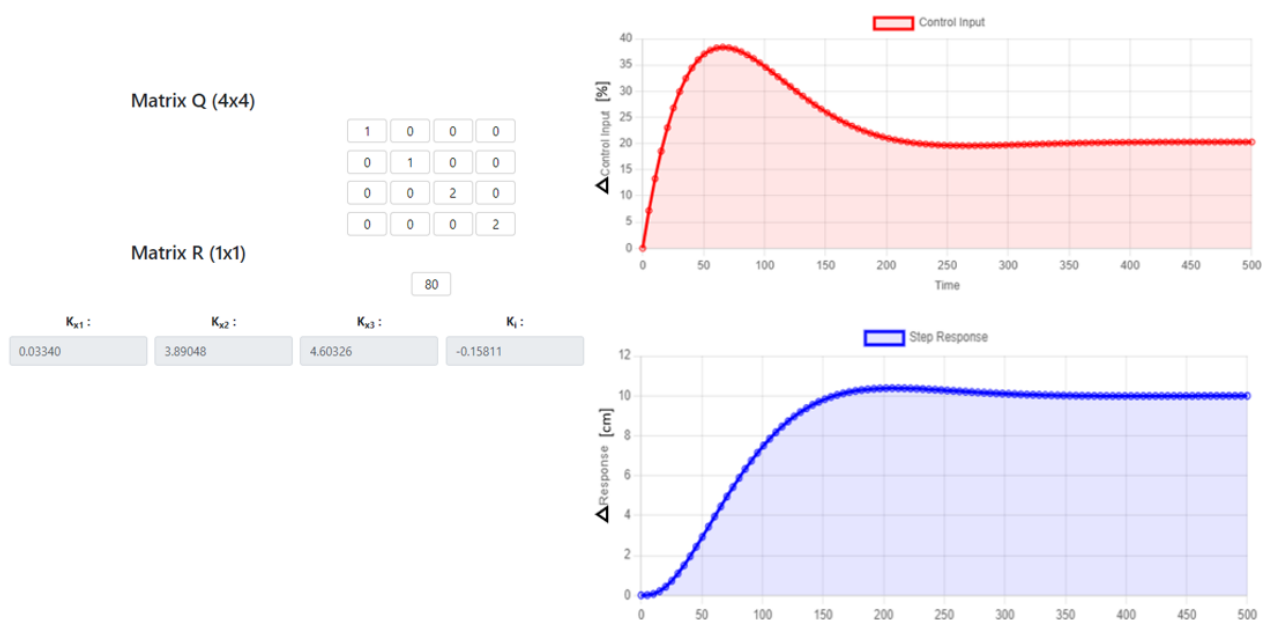 Matrix Q (4x4)
1 0 0 0
0 1 0 0
0 0 2 0
0 0 0 2
Matrix R (1x1)
80
Kx1 : Kx2 : Kx3 : Ki :
0.03340 3.89048 4.60326 -0.15811
Control Input
ΔControl Input [%]
40
35
30
25
20
15
10
5
0
0 50 100 150 200 250 300 350 400 450 500
Time
Step Response
ΔResponse [cm]
12
10
8
6
4
2
0
0 50 100 150 200 250 300 350 400 450 500